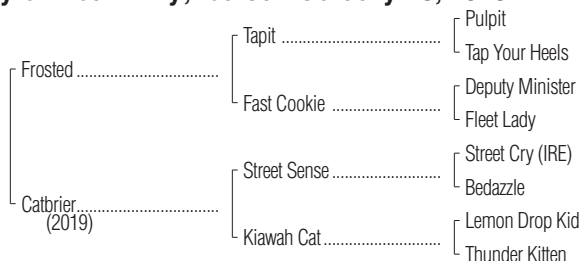 Pulpit
Tapit ..............................
Tap Your Heels
Frosted ..............................
Deputy Minister
Fast Cookie ......................
Fleet Lady
Street Cry (IRE)
Street Sense ......................
Bedazzle
Catbrier..............................
(2019)
Lemon Drop Kid
Kiawah Cat........................
Thunder Kitten